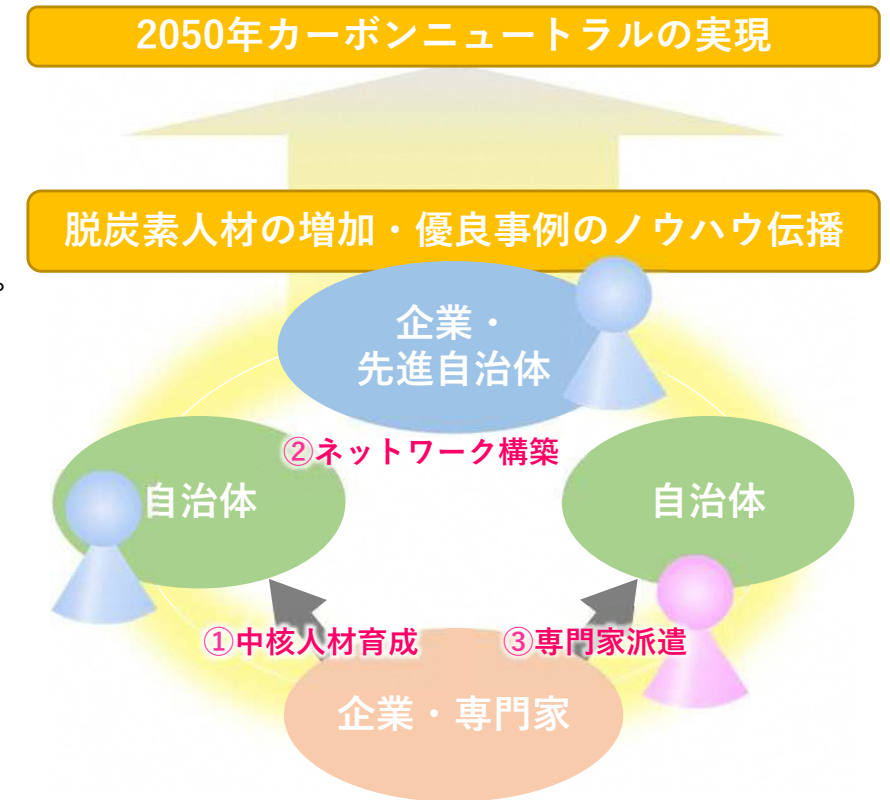 2050年カーボンニュートラルの実現
脱炭素人材の増加・優良事例のノウハウ伝播
。
企業・
先進自治体
②ネットワーク構築
自治体
自治体
①中核人材育成
③専門家派遣
企業・専門家